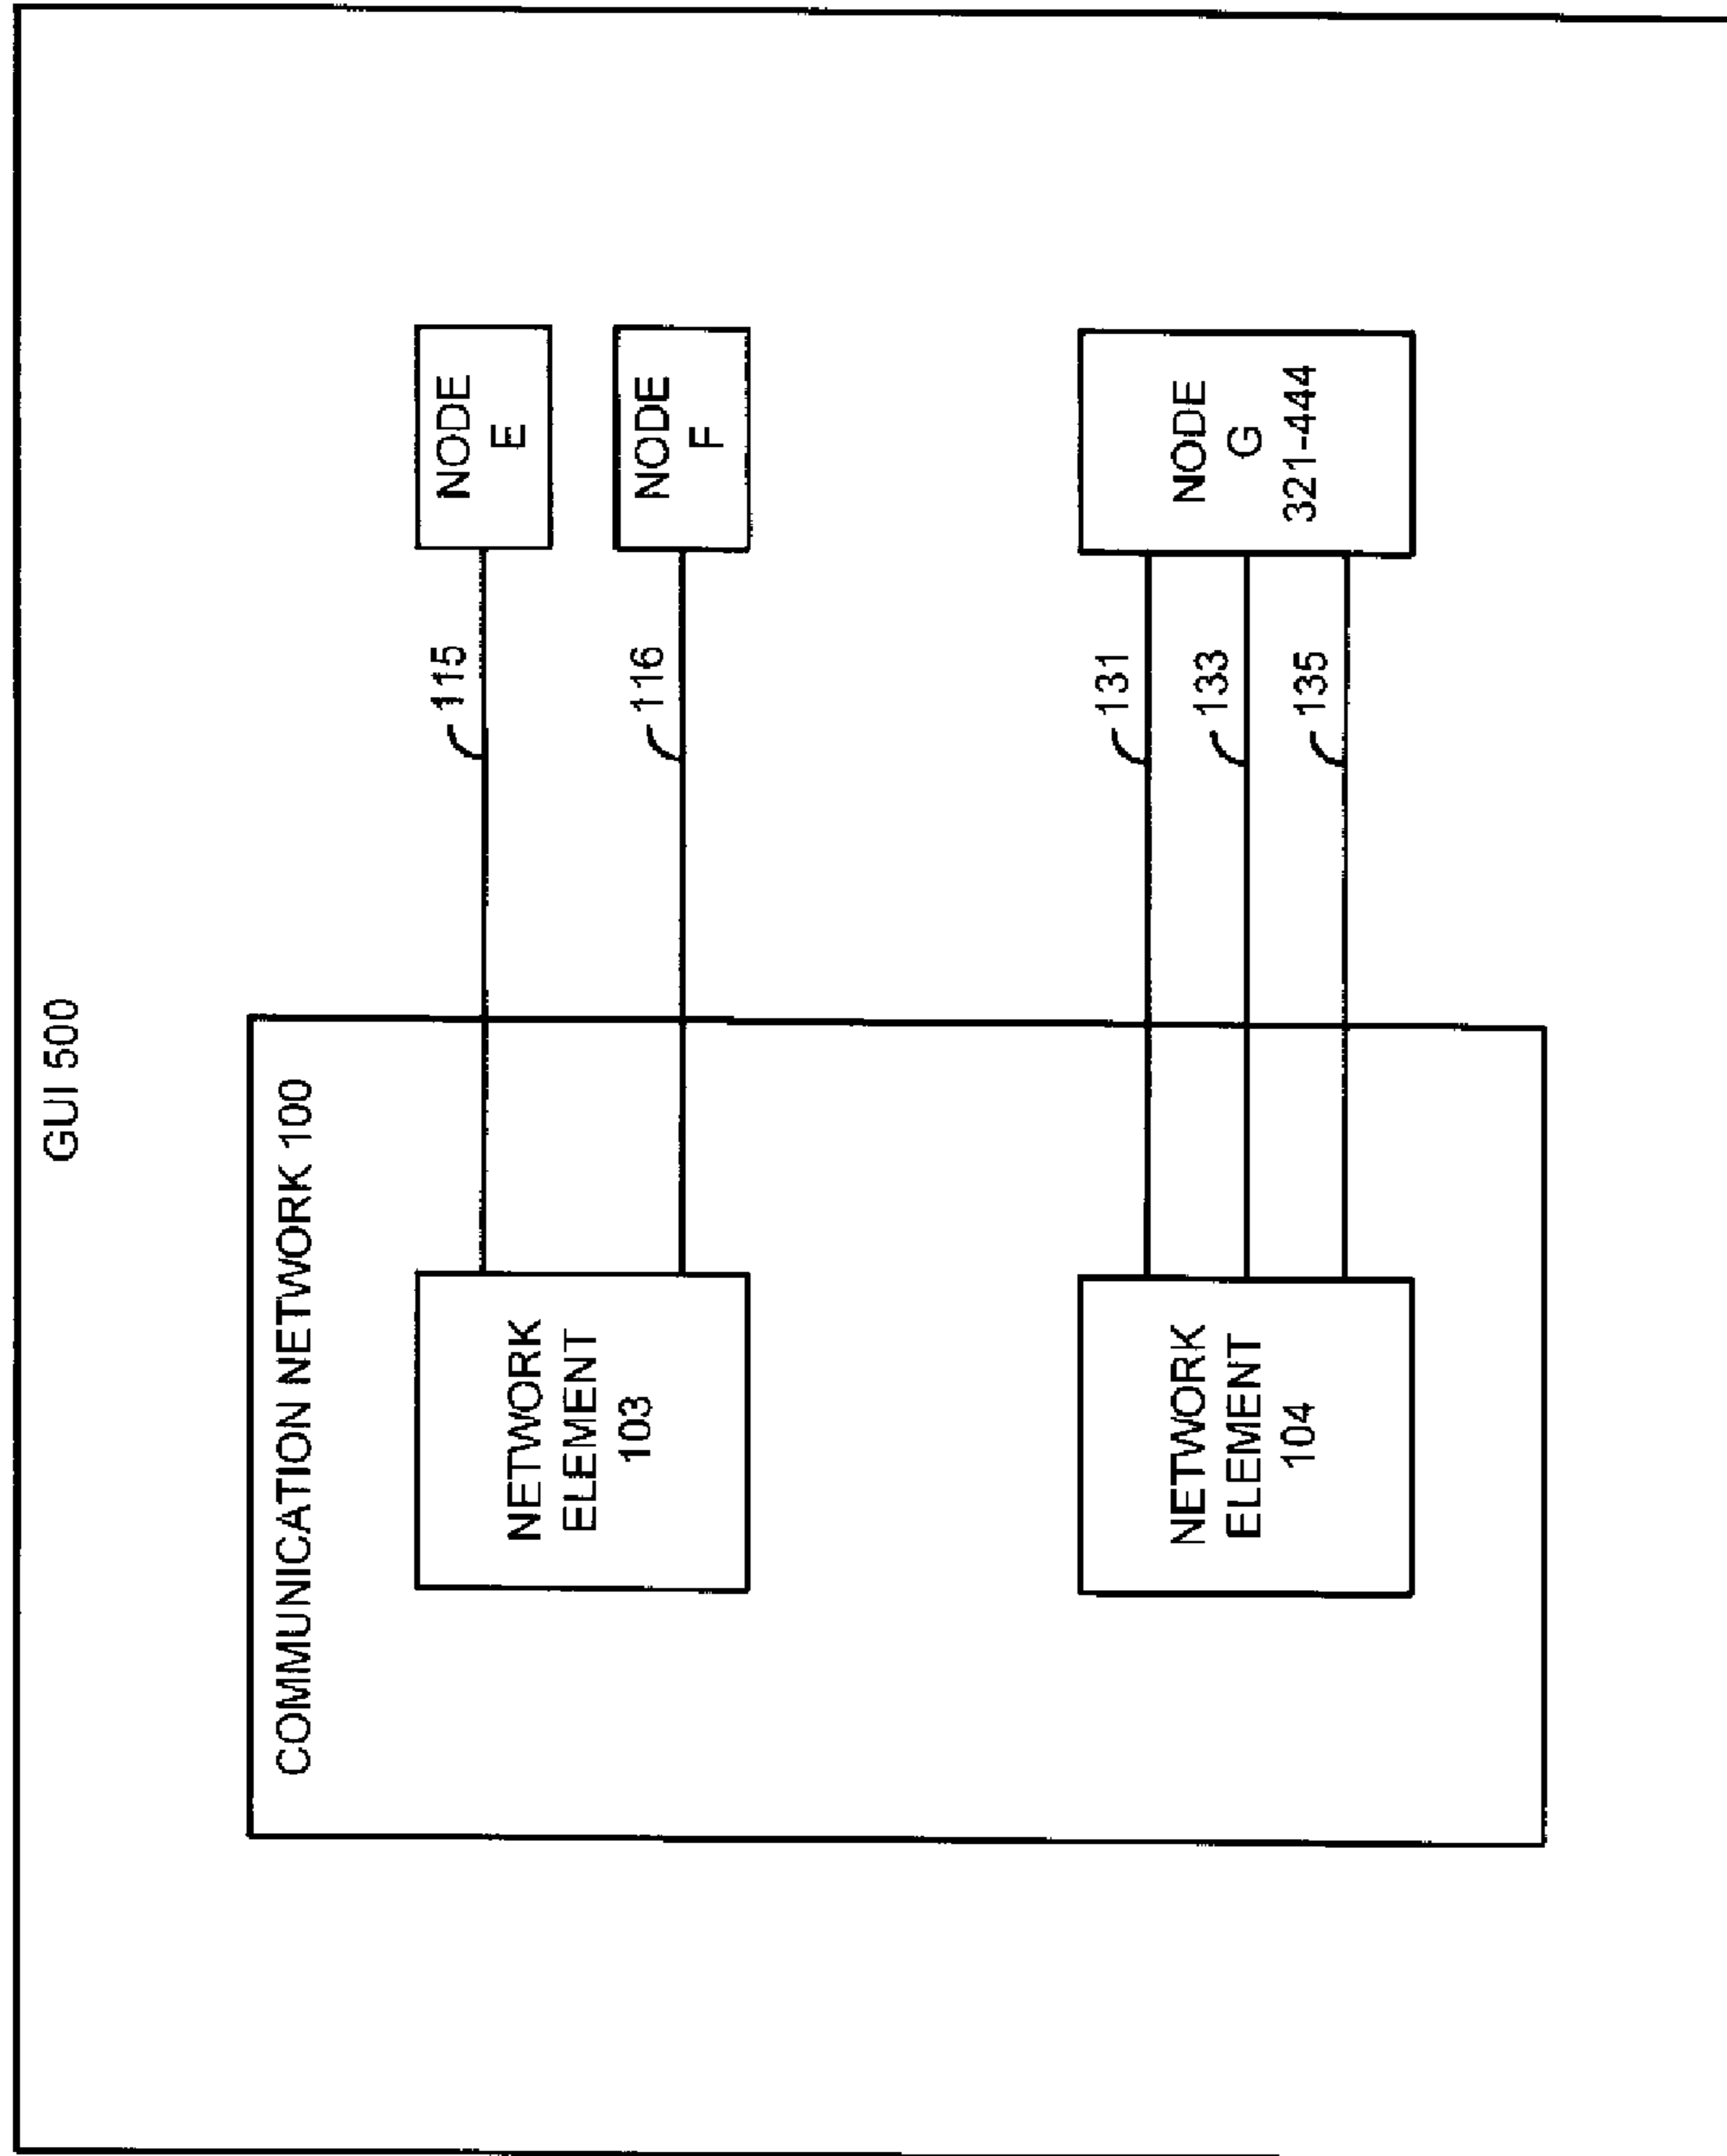 GUI 500
COMMUNICATION NETWORK 100
NETWORK
ELEMENT
103
115
NODE
E
116
NODE
F
NETWORK
ELEMENT
104
131
133
135
NODE
G
321-444